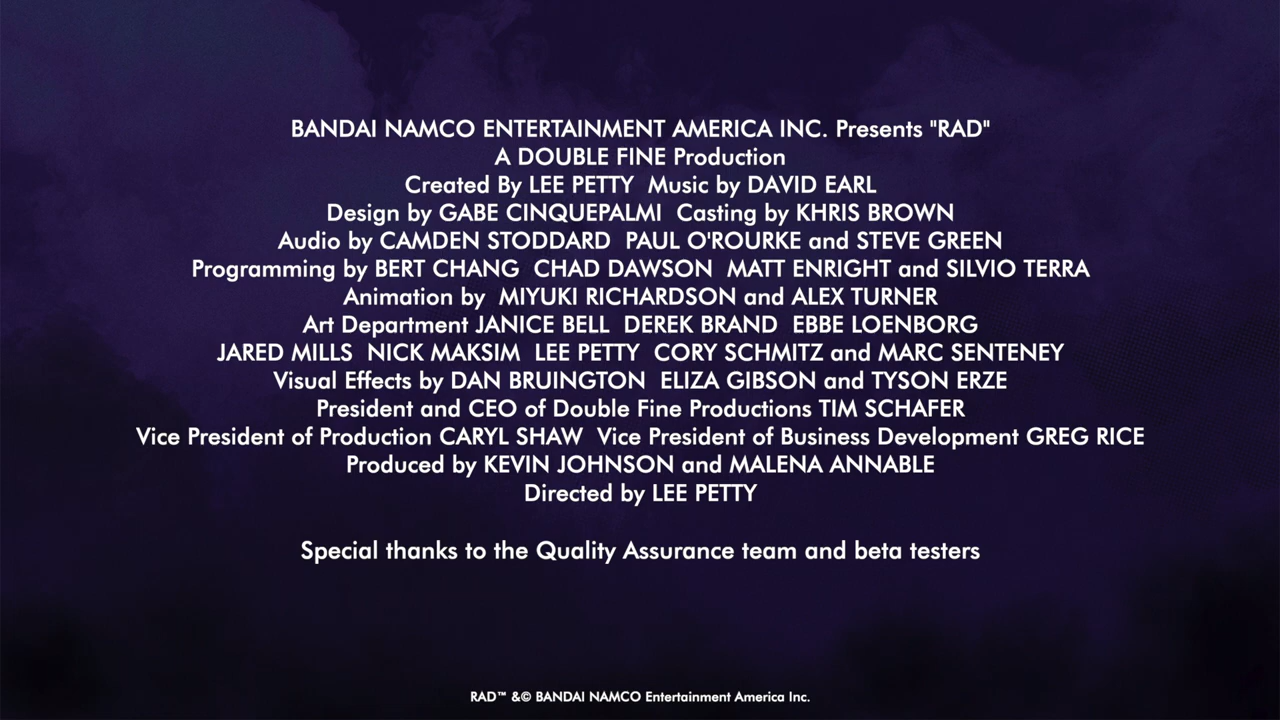 BANDAI NAMCO ENTERTAINMENT AMERICA INC. Presents "RAD"
A DOUBLE FINE Production
Created By LEE PETTY  Music by DAVID EARL
Design by GABE CINQUEPALMI  Casting by KHRIS BROWN
Audio by CAMDEN STODDARD  PAUL O'ROURKE and STEVE GREEN
Programming by BERT CHANG  CHAD DAWSON  MATT ENRIGHT and SILVIO TERRA
Animation by  MIYUKI RICHARDSON and ALEX TURNER
Art Department JANICE BELL  DEREK BRAND  EBBE LOENBORG
JARED MILLS  NICK MAKSIM  LEE PETTY  CORY SCHMITZ and MARC SENTENEY
Visual Effects by DAN BRUINGTON  ELIZA GIBSON and TYSON ERZE
President and CEO of Double Fine Productions TIM SCHAFER
Vice President of Production CARYL SHAW  Vice President of Business Development GREG RICE
Produced by KEVIN JOHNSON and MALENA ANNABLE
Directed by LEE PETTY
Special thanks to the Quality Assurance team and beta testers
RAD™ &© BANDAI NAMCO Entertainment America Inc.